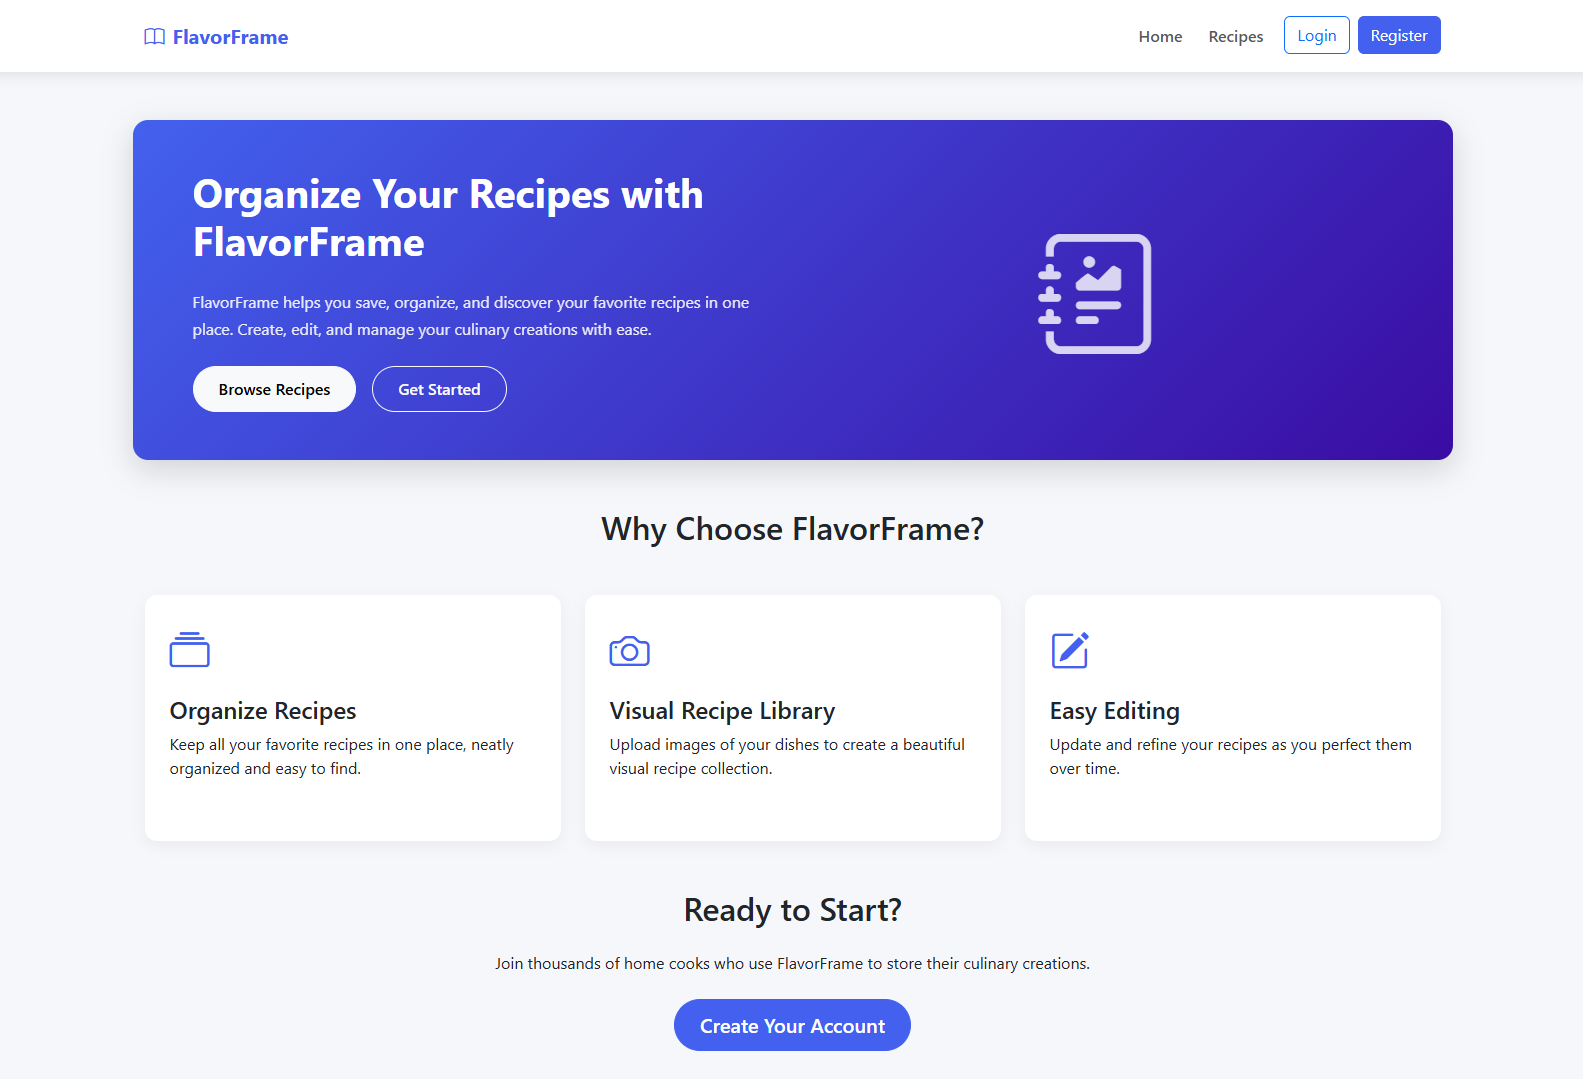 FlavorFrame
Home
Recipes
Login
Register
Organize Your Recipes with
FlavorFrame
FlavorFrame helps you save, organize, and discover your favorite recipes in one
place. Create, edit, and manage your culinary creations with ease.
Browse Recipes
Get Started
Why Choose FlavorFrame?
Organize Recipes
Keep all your favorite recipes in one place, neatly
organized and easy to find.
Visual Recipe Library
Upload images of your dishes to create a beautiful
visual recipe collection.
Easy Editing
Update and refine your recipes as you perfect them
over time.
Ready to Start?
Join thousands of home cooks who use FlavorFrame to store their culinary creations.
Create Your Account